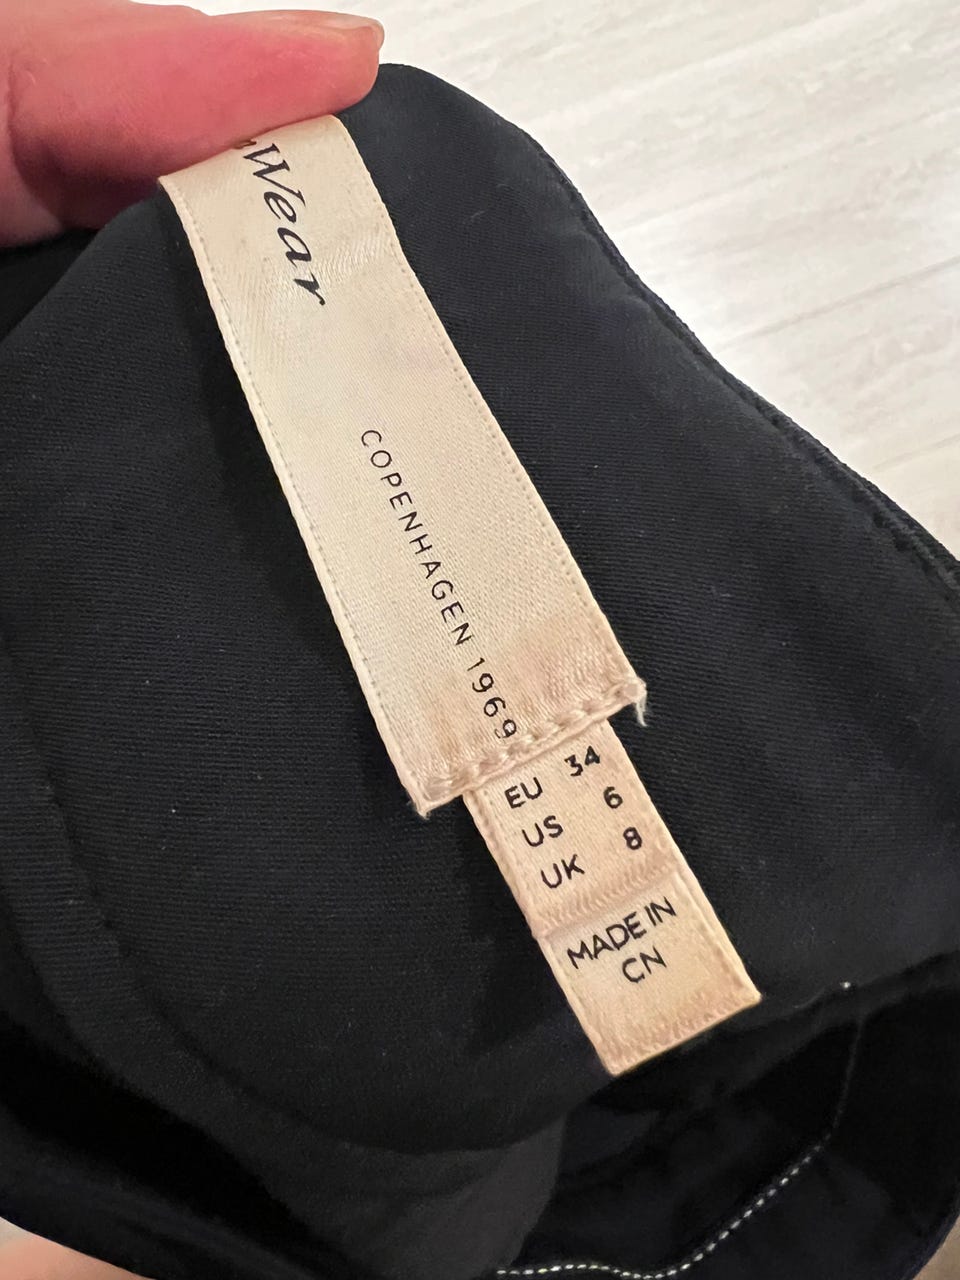 Wear
COPENHAGEN 1969
EU 34
US 6
UK 8
MADE IN
CN